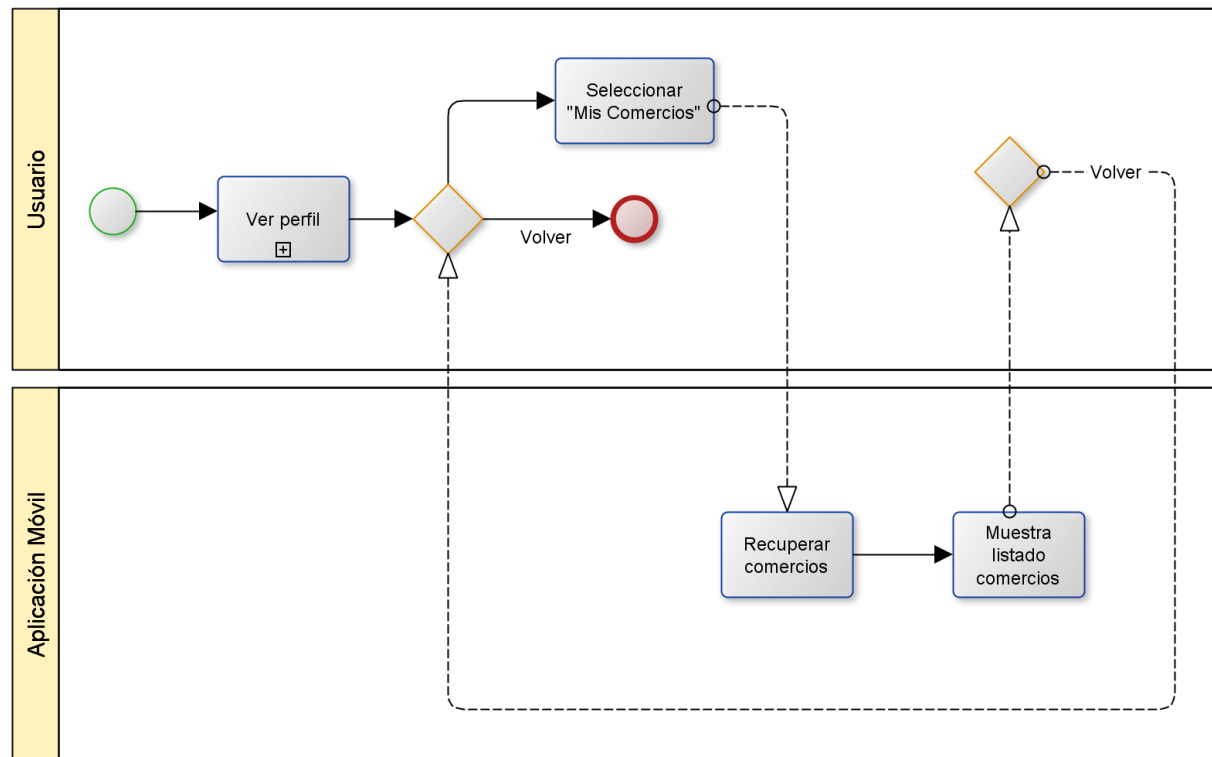 Usuario
Seleccionar
"Mis Comercios"
Ver perfil
Volver
Volver
Aplicación Móvil
Recuperar
comercios
Muestra
listado
comercios